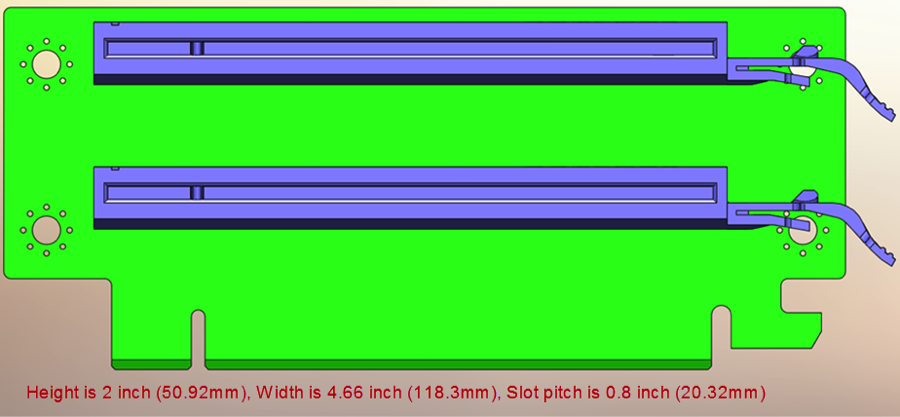 Height is 2 inch (50.92mm), Width is 4.66 inch (118.3mm), Slot pitch is 0.8 inch (20.32mm)